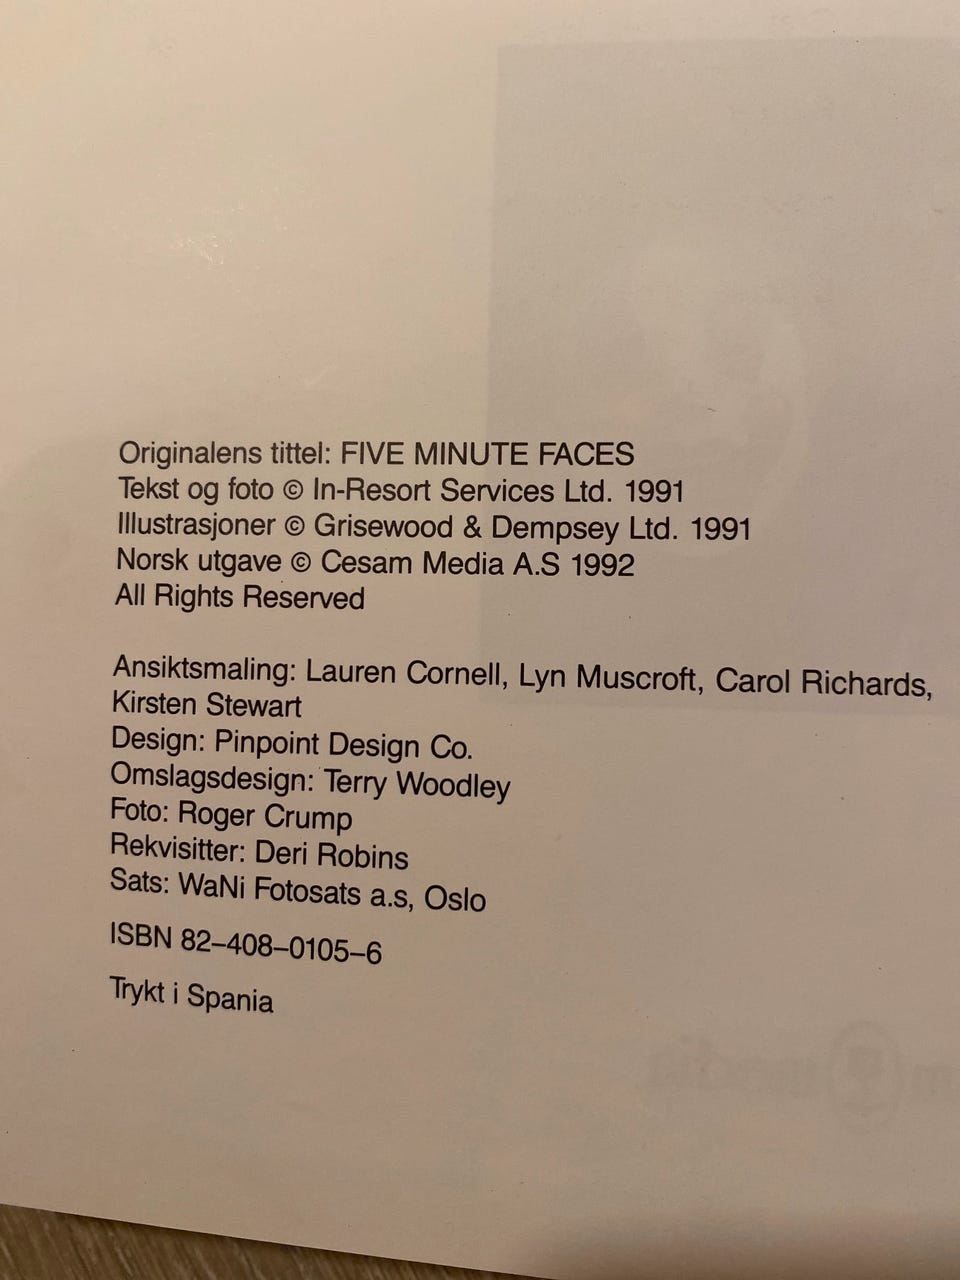 Originalens tittel: FIVE MINUTE FACES
Tekst og foto © In-Resort Services Ltd. 1991
Illustrasjoner © Grisewood & Dempsey Ltd. 1991
Norsk utgave © Cesam Media A.S 1992
All Rights Reserved
Ansiktsmaling: Lauren Cornell, Lyn Muscroft, Carol Richards,
Kirsten Stewart
Design: Pinpoint Design Co.
Omslagsdesign: Terry Woodley
Foto: Roger Crump
Rekvisitter: Deri Robins
Sats: WaNi Fotosats a.s, Oslo
ISBN 82–408–0105–6
Trykt i Spania